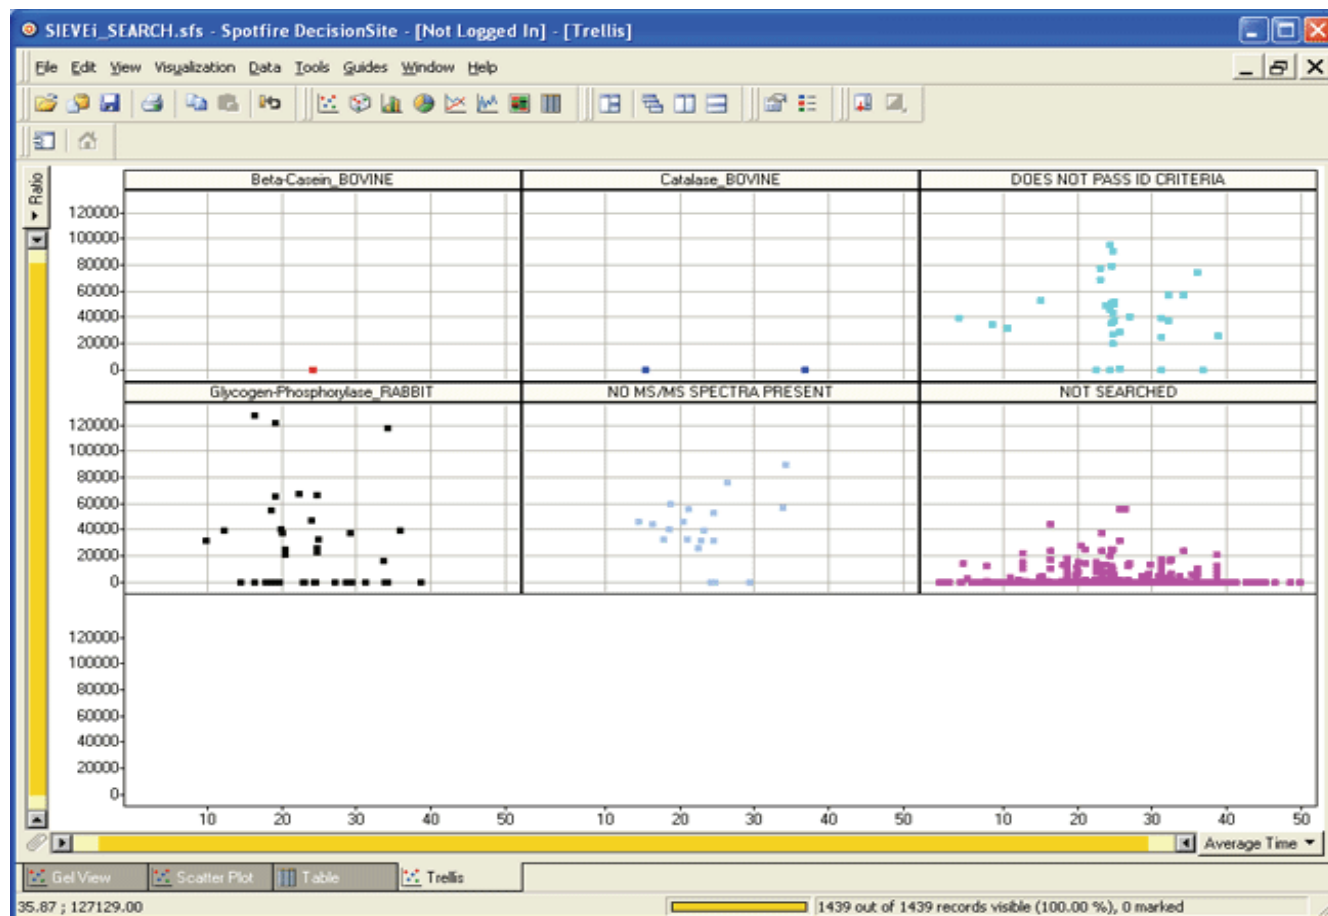 SIEVEi_SEARCH.sfs - Spotfire DecisionSite - [Not Logged In] - [Trellis]
File Edit View Visualization Data Tools Guides Window Help
Ratio
Beta-Casein_BOVINE Catalase_BOVINE DOES NOT PASS ID CRITERIA
120000
100000
80000
60000
40000
20000
0
Glycogen-Phosphorylase_RABBIT NO MS/MS SPECTRA PRESENT NOT SEARCHED
120000
100000
80000
60000
40000
20000
0
120000
100000
80000
60000
40000
20000
0
10 20 30 40 50 10 20 30 40 50 10 20 30 40 50
Average Time
Gel View Scatter Plot Table Trellis
35.87 ; 127129.00 1439 out of 1439 records visible (100.00 %), 0 marked